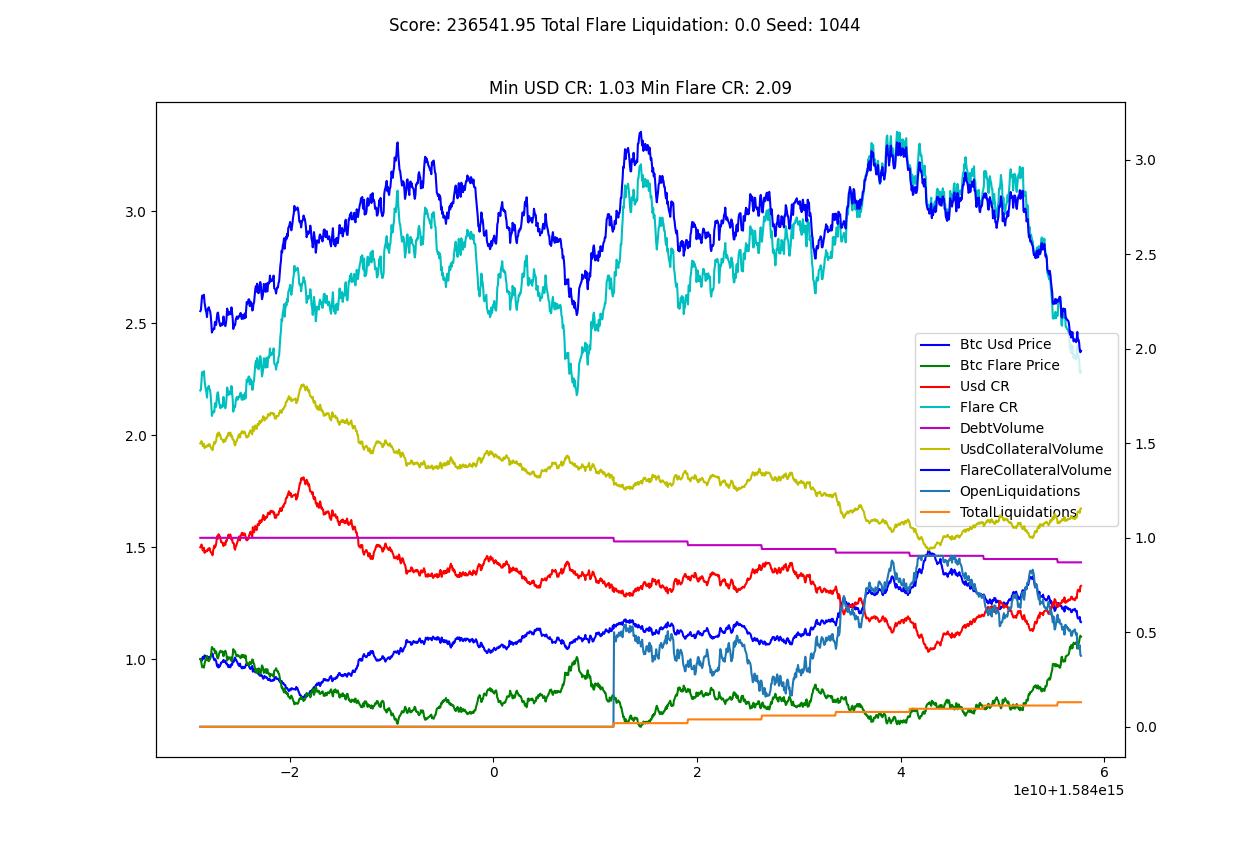 Score: 236541.95 Total Flare Liquidation: 0.0 Seed: 1044
Min USD CR: 1.03 Min Flare CR: 2.09
3.0
2.5
2.0
1.5
1.0
3.0
2.5
2.0
1.5
1.0
0.5
0.0
Btc Usd Price
Btc Flare Price
Usd CR
Flare CR
DebtVolume
UsdCollateralVolume
FlareCollateralVolume
OpenLiquidations
TotalLiquidations
−2 0 2 4 6
1e10+1.584e15